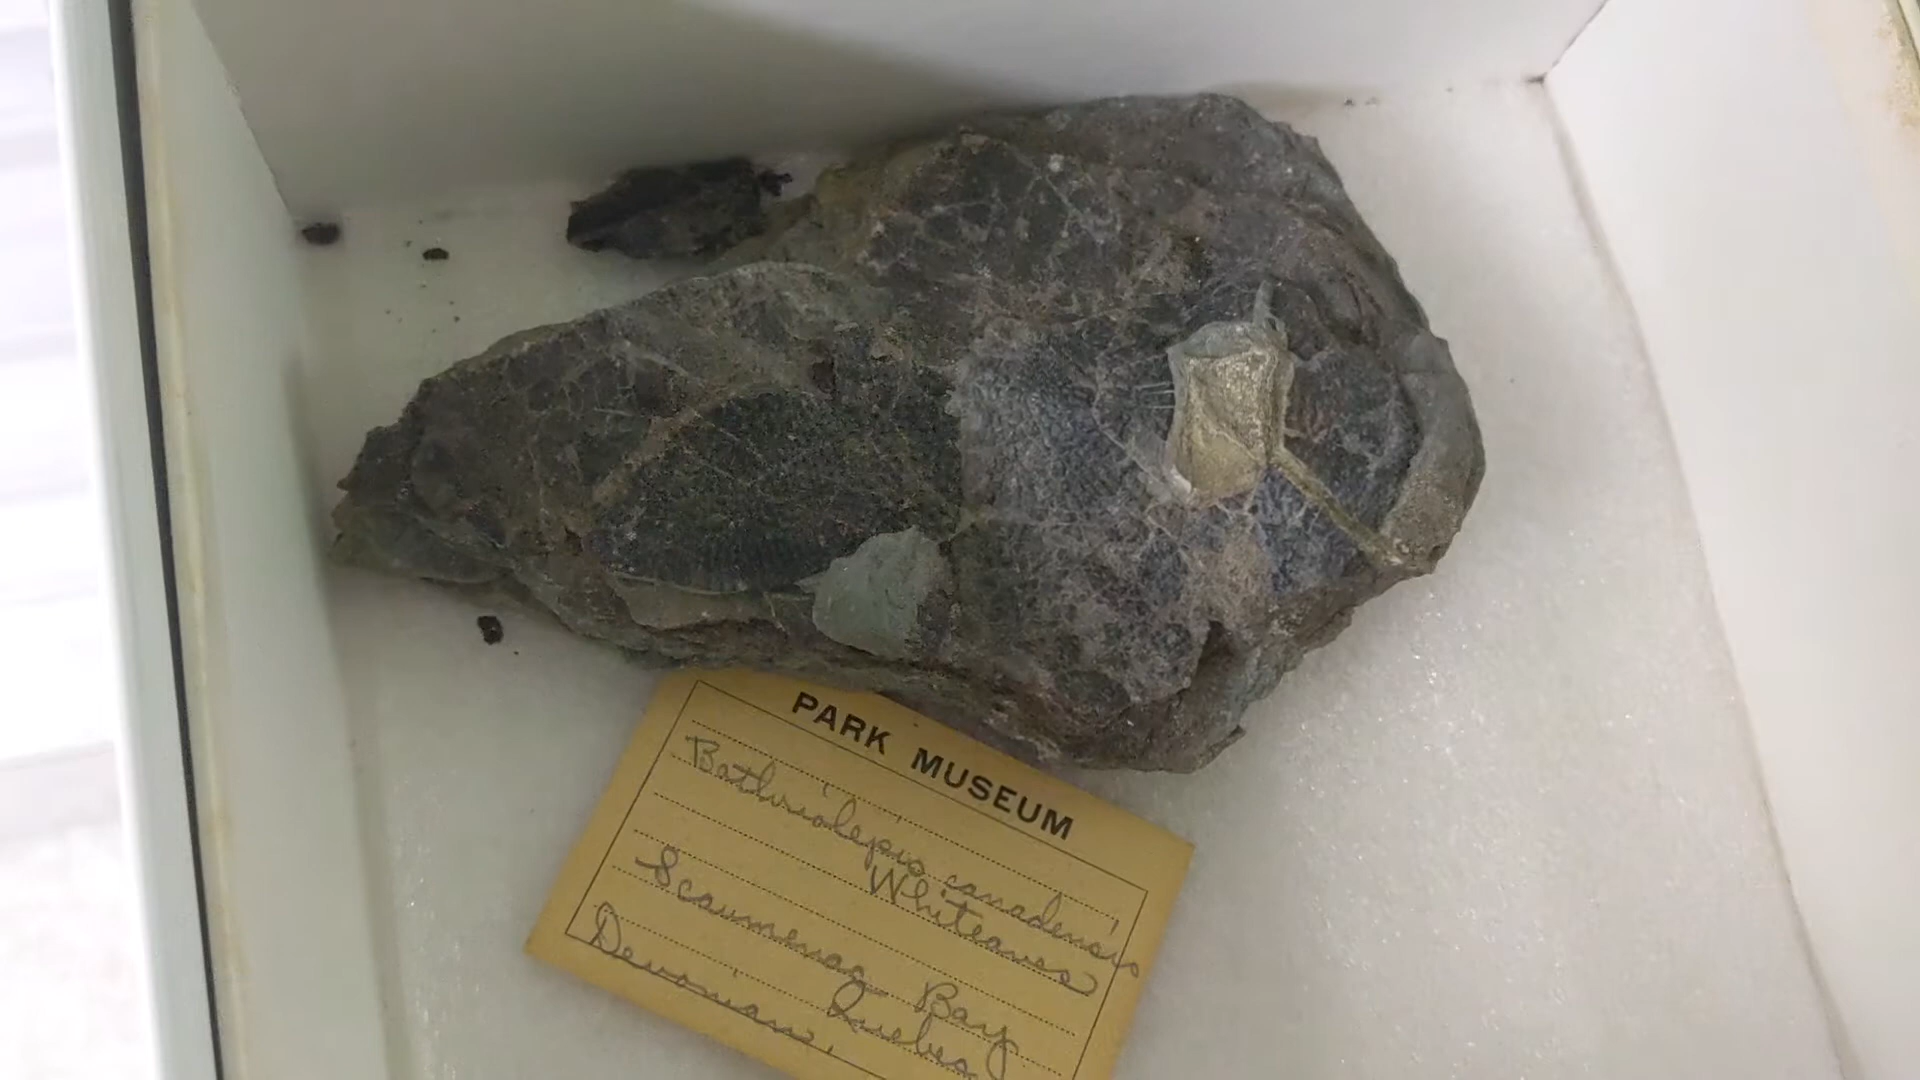 PARK MUSEUM
Bothriolepis canadensis
Whiteaves
Scaumenac Bay
Quebec
Devonian.